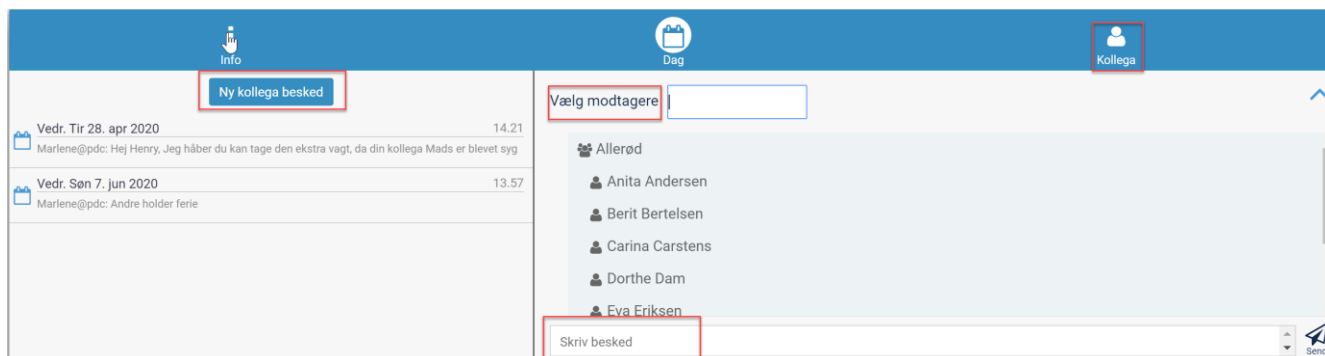 Info
Dag
Kollega
Ny kollega besked
Vedr. Tir 28. apr 2020 14.21
Marlene@pdc: Hej Henry, Jeg håber du kan tage den ekstra vagt, da din kollega Mads er blevet syg
Vedr. Søn 7. jun 2020 13.57
Marlene@pdc: Andre holder ferie
Vælg modtagere
Allerød
Anita Andersen
Berit Bertelsen
Carina Carstens
Dorthe Dam
Eva Eriksen
Skriv besked
Send